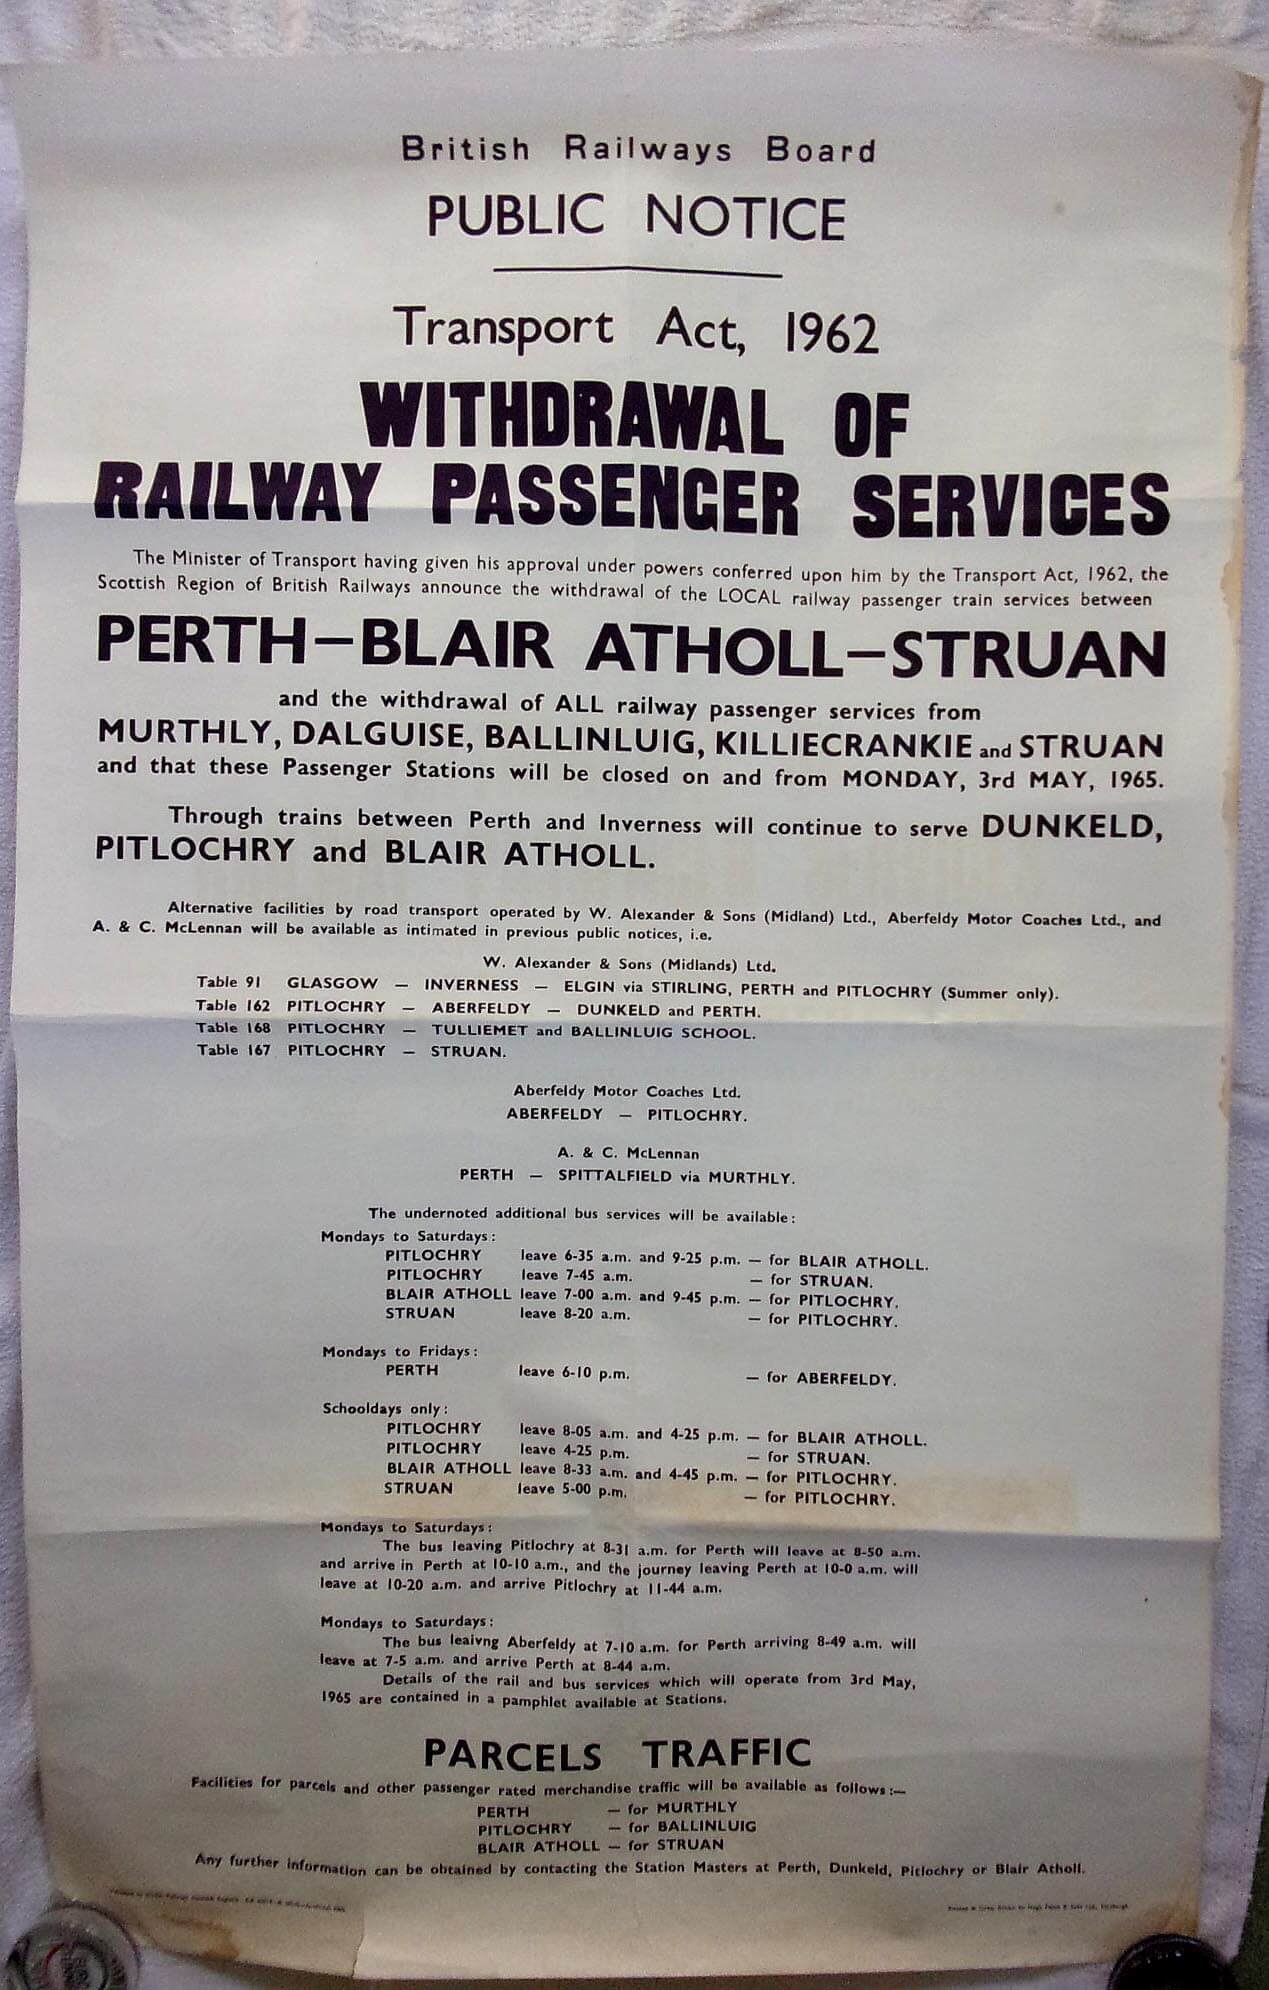 British Railways Board
PUBLIC NOTICE
Transport Act, 1962
WITHDRAWAL OF
RAILWAY PASSENGER SERVICES
The Minister of Transport having given his approval under powers conferred upon him by the Transport Act, 1962, the
Scottish Region of British Railways announce the withdrawal of the LOCAL railway passenger train services between
PERTH—BLAIR ATHOLL—STRUAN
and the withdrawal of ALL railway passenger services from
MURTHLY, DALGUISE, BALLINLUIG, KILLIECRANKIE and STRUAN
and that these Passenger Stations will be closed on and from MONDAY, 3rd MAY, 1965.
Through trains between Perth and Inverness will continue to serve DUNKELD,
PITLOCHRY and BLAIR ATHOLL.
Alternative facilities by road transport operated by W. Alexander & Sons (Midland) Ltd., Aberfeldy Motor Coaches Ltd., and
A. & C. McLennan will be available as intimated in previous public notices, i.e.
W. Alexander & Sons (Midlands) Ltd.
Table 91 GLASGOW — INVERNESS — ELGIN via STIRLING, PERTH and PITLOCHRY (Summer only).
Table 162 PITLOCHRY — ABERFELDY — DUNKELD and PERTH.
Table 168 PITLOCHRY — TULLIEMET and BALLINLUIG SCHOOL.
Table 167 PITLOCHRY — STRUAN.
Aberfeldy Motor Coaches Ltd.
ABERFELDY — PITLOCHRY.
A. & C. McLennan
PERTH — SPITTALFIELD via MURTHLY.
The undernoted additional bus services will be available:
Mondays to Saturdays:
PITLOCHRY leave 6-35 a.m. and 9-25 p.m. — for BLAIR ATHOLL.
PITLOCHRY leave 7-45 a.m. — for STRUAN.
BLAIR ATHOLL leave 7-00 a.m. and 9-45 p.m. — for PITLOCHRY.
STRUAN leave 8-20 a.m. — for PITLOCHRY.
Mondays to Fridays:
PERTH leave 6-10 p.m. — for ABERFELDY.
Schooldays only:
PITLOCHRY leave 8-05 a.m. and 4-25 p.m. — for BLAIR ATHOLL.
PITLOCHRY leave 4-25 p.m. — for STRUAN.
BLAIR ATHOLL leave 8-33 a.m. and 4-45 p.m. — for PITLOCHRY.
STRUAN leave 5-00 p.m. — for PITLOCHRY.
Mondays to Saturdays:
The bus leaving Pitlochry at 8-31 a.m. for Perth will leave at 8-50 a.m.
and arrive in Perth at 10-10 a.m., and the journey leaving Perth at 10-0 a.m. will
leave at 10-20 a.m. and arrive Pitlochry at 11-44 a.m.
Mondays to Saturdays:
The bus leaivng Aberfeldy at 7-10 a.m. for Perth arriving 8-49 a.m. will
leave at 7-5 a.m. and arrive Perth at 8-44 a.m.
Details of the rail and bus services which will operate from 3rd May,
1965 are contained in a pamphlet available at Stations.
PARCELS TRAFFIC
Facilities for parcels and other passenger rated merchandise traffic will be available as follows:—
PERTH — for MURTHLY
PITLOCHRY — for BALLINLUIG
BLAIR ATHOLL — for STRUAN
Any further information can be obtained by contacting the Station Masters at Perth, Dunkeld, Pitlochry or Blair Atholl.